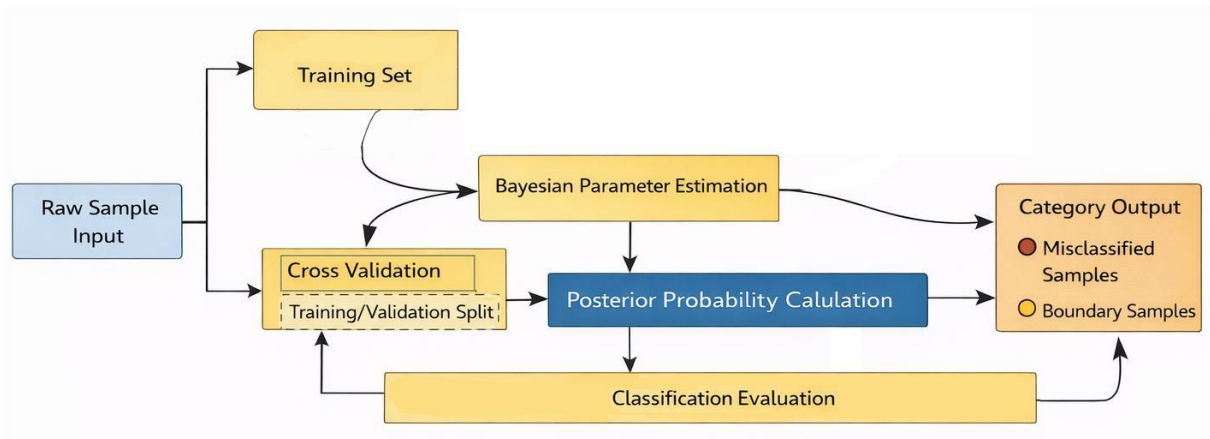 Training Set
Bayesian Parameter Estimation
Raw Sample
Input
Category Output
Misclassified
Samples
Boundary Samples
Cross Validation
Training/Validation Split
Posterior Probability Calulation
Classification Evaluation